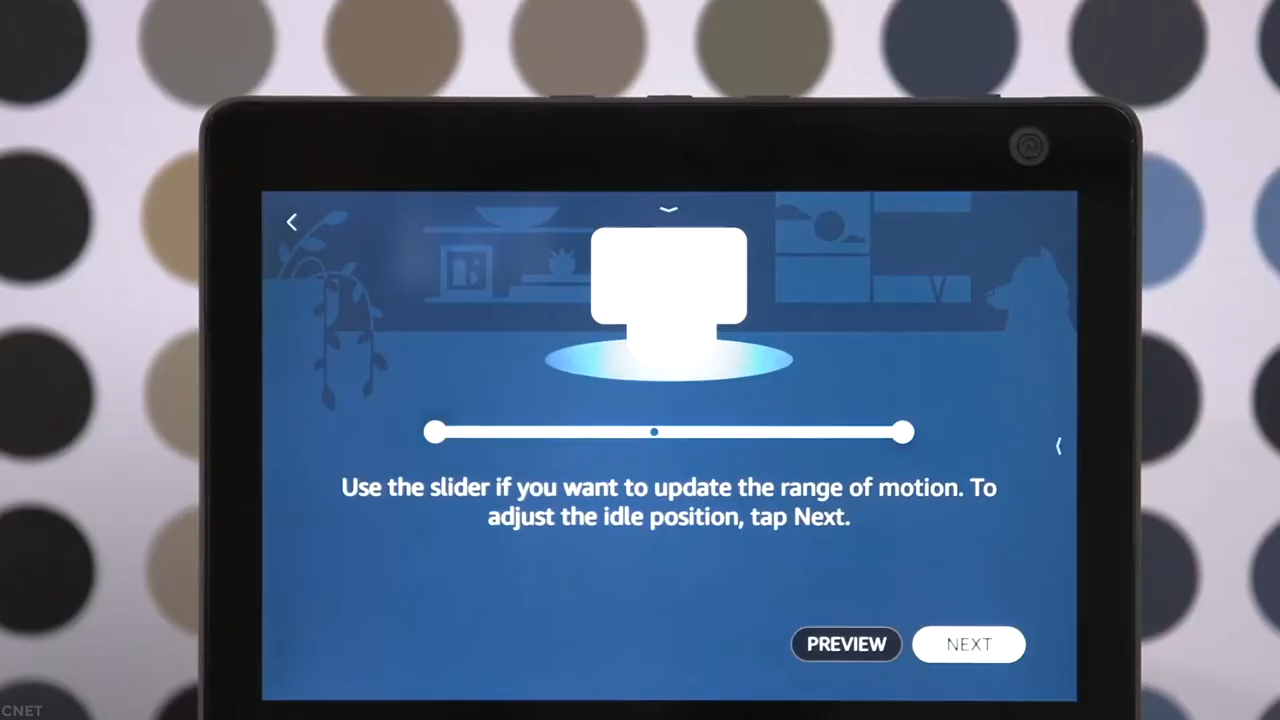 Use the slider if you want to update the range of motion. To
adjust the idle position, tap Next.
PREVIEW
NEXT
CNET